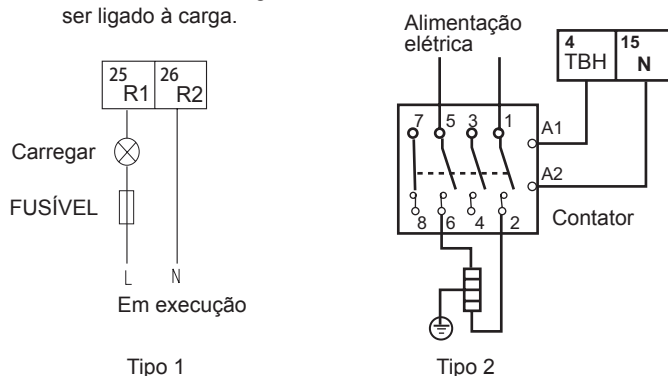 ser ligado à carga.
25 26
R1 R2
Carregar
FUSÍVEL
L N
Em execução
Tipo 1
Alimentação
elétrica
4 15
TBH N
7 5 3 1
A1
A2
8 6 4 2
Contator
Tipo 2